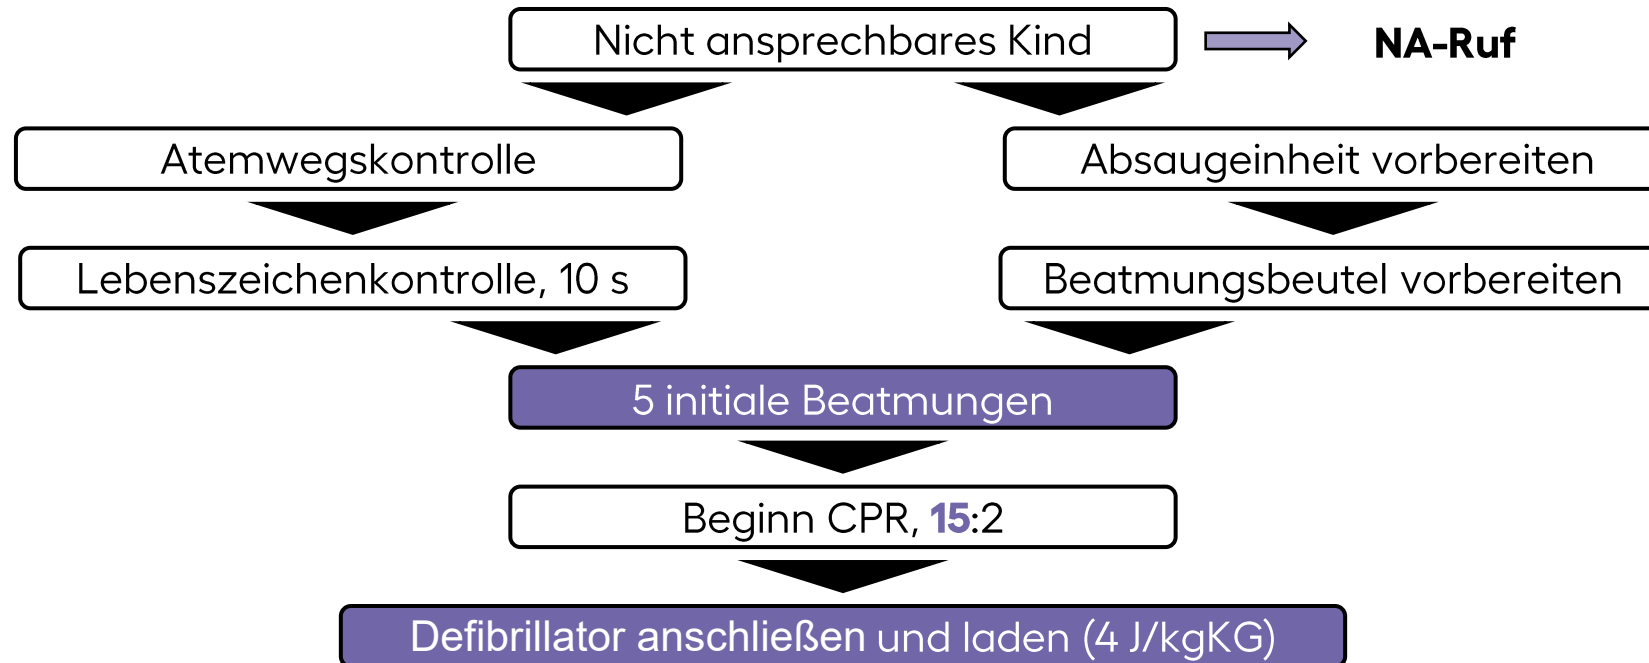 Nicht ansprechbares Kind
NA-Ruf
Atemwegskontrolle
Absaugeinheit vorbereiten
Lebenszeichenkontrolle, 10 s
Beatmungsbeutel vorbereiten
5 initiale Beatmungen
Beginn CPR, 15:2
Defibrillator anschließen und laden (4 J/kgKG)